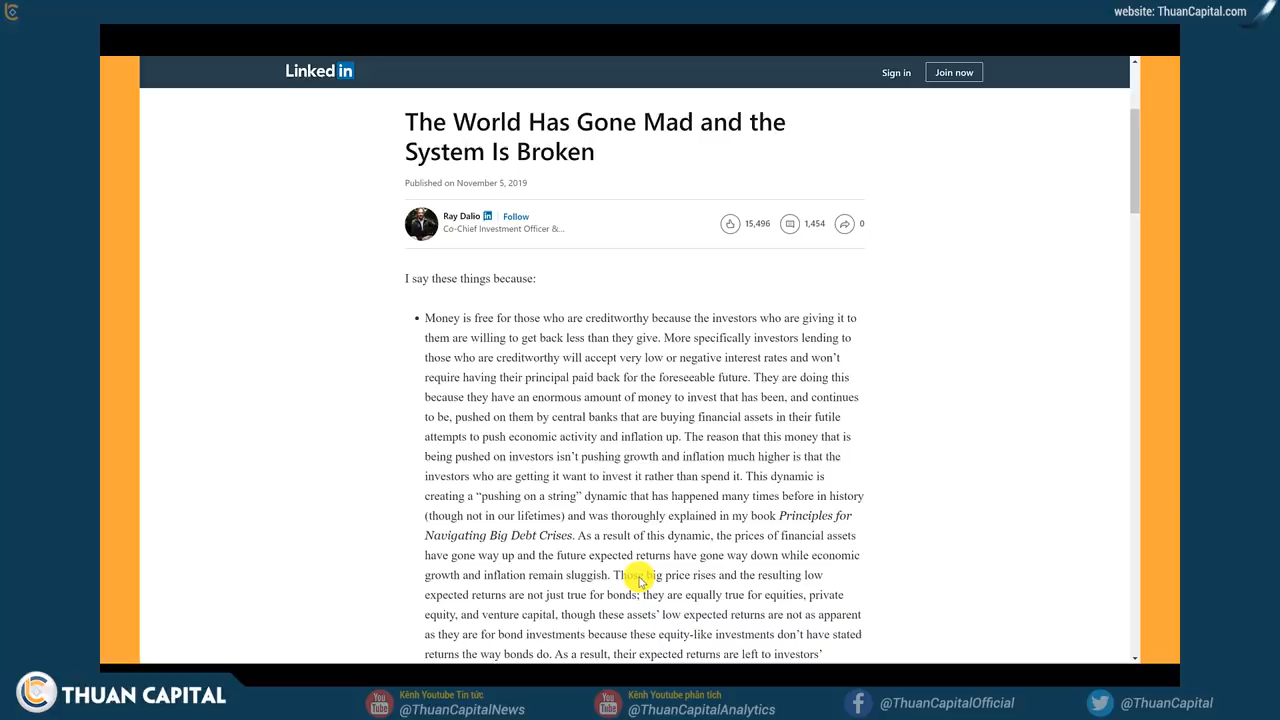 website: ThuanCapital.com
Linked in
Sign in
Join now
The World Has Gone Mad and the
System Is Broken
Published on November 5, 2019
Ray Dalio in Follow
Co-Chief Investment Officer &...
15,496
1,454
0
I say these things because:
• Money is free for those who are creditworthy because the investors who are giving it to
them are willing to get back less than they give. More specifically investors lending to
those who are creditworthy will accept very low or negative interest rates and won't
require having their principal paid back for the foreseeable future. They are doing this
because they have an enormous amount of money to invest that has been, and continues
to be, pushed on them by central banks that are buying financial assets in their futile
attempts to push economic activity and inflation up. The reason that this money that is
being pushed on investors isn't pushing growth and inflation much higher is that the
investors who are getting it want to invest it rather than spend it. This dynamic is
creating a “pushing on a string” dynamic that has happened many times before in history
(though not in our lifetimes) and was thoroughly explained in my book Principles for
Navigating Big Debt Crises. As a result of this dynamic, the prices of financial assets
have gone way up and the future expected returns have gone way down while economic
growth and inflation remain sluggish. Those big price rises and the resulting low
expected returns are not just true for bonds; they are equally true for equities, private
equity, and venture capital, though these assets' low expected returns are not as apparent
as they are for bond investments because these equity-like investments don't have stated
returns the way bonds do. As a result, their expected returns are left to investors'
THUAN CAPITAL
You Tube
Kênh Youtube Tin tức
@ThuanCapitalNews
You Tube
Kênh Youtube phân tích
@ThuanCapitalAnalytics
@ThuanCapitalOfficial
@ThuanCapital